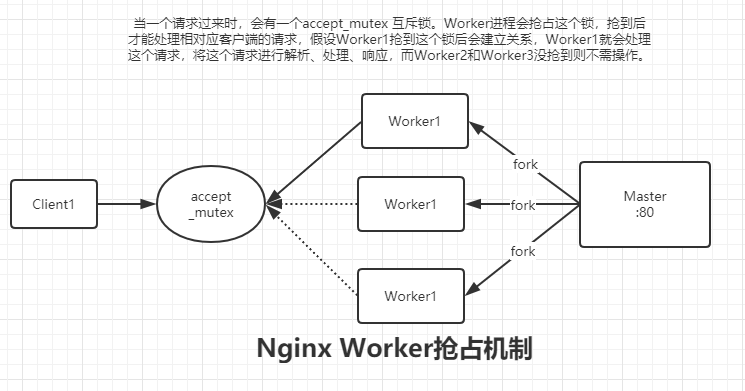 当一个请求过来时，会有一个accept_mutex 互斥锁。Worker进程会抢占这个锁，抢到后
才能处理相对应客户端的请求，假设Worker1抢到这个锁后会建立关系，Worker1就会处理
这个请求，将这个请求进行解析、处理、响应，而Worker2和Worker3没抢到则不需操作。
Worker1
fork
Client1
accept
_mutex
Worker1
fork
Master
:80
fork
Worker1
Nginx Worker抢占机制